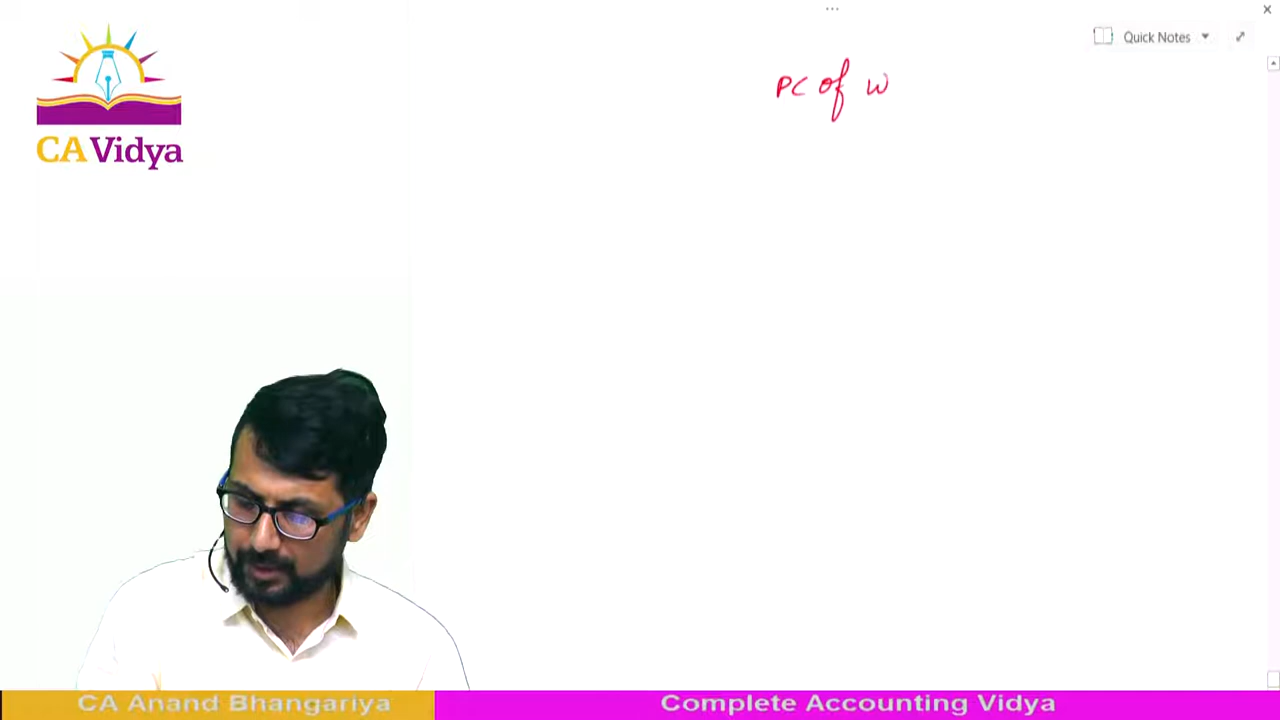 Quick Notes
PC of W
CA Vidya
CA Anand Bhangariya
Complete Accounting Vidya